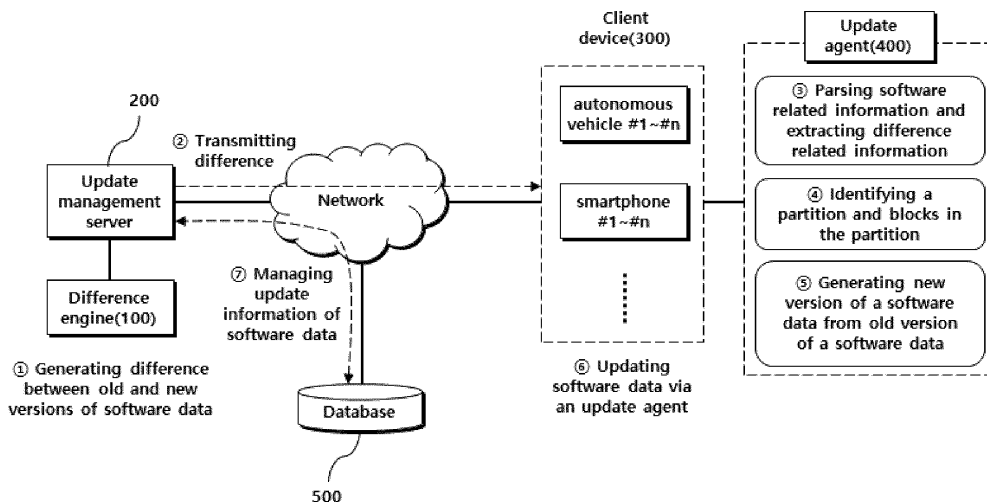 Client
device(300)
Update
agent(400)
200
② Transmitting
difference
Update
management
server
Network
autonomous
vehicle #1~#n
smartphone
#1~#n
③ Parsing software
related information and
extracting difference
related information
④ Identifying a
partition and blocks in
the partition
⑤ Generating new
version of a software
data from old version
of a software data
Difference
engine(100)
⑦ Managing
update
information of
software data
① Generating difference
between old and new
versions of software data
⑥ Updating
software data via
an update agent
Database
500